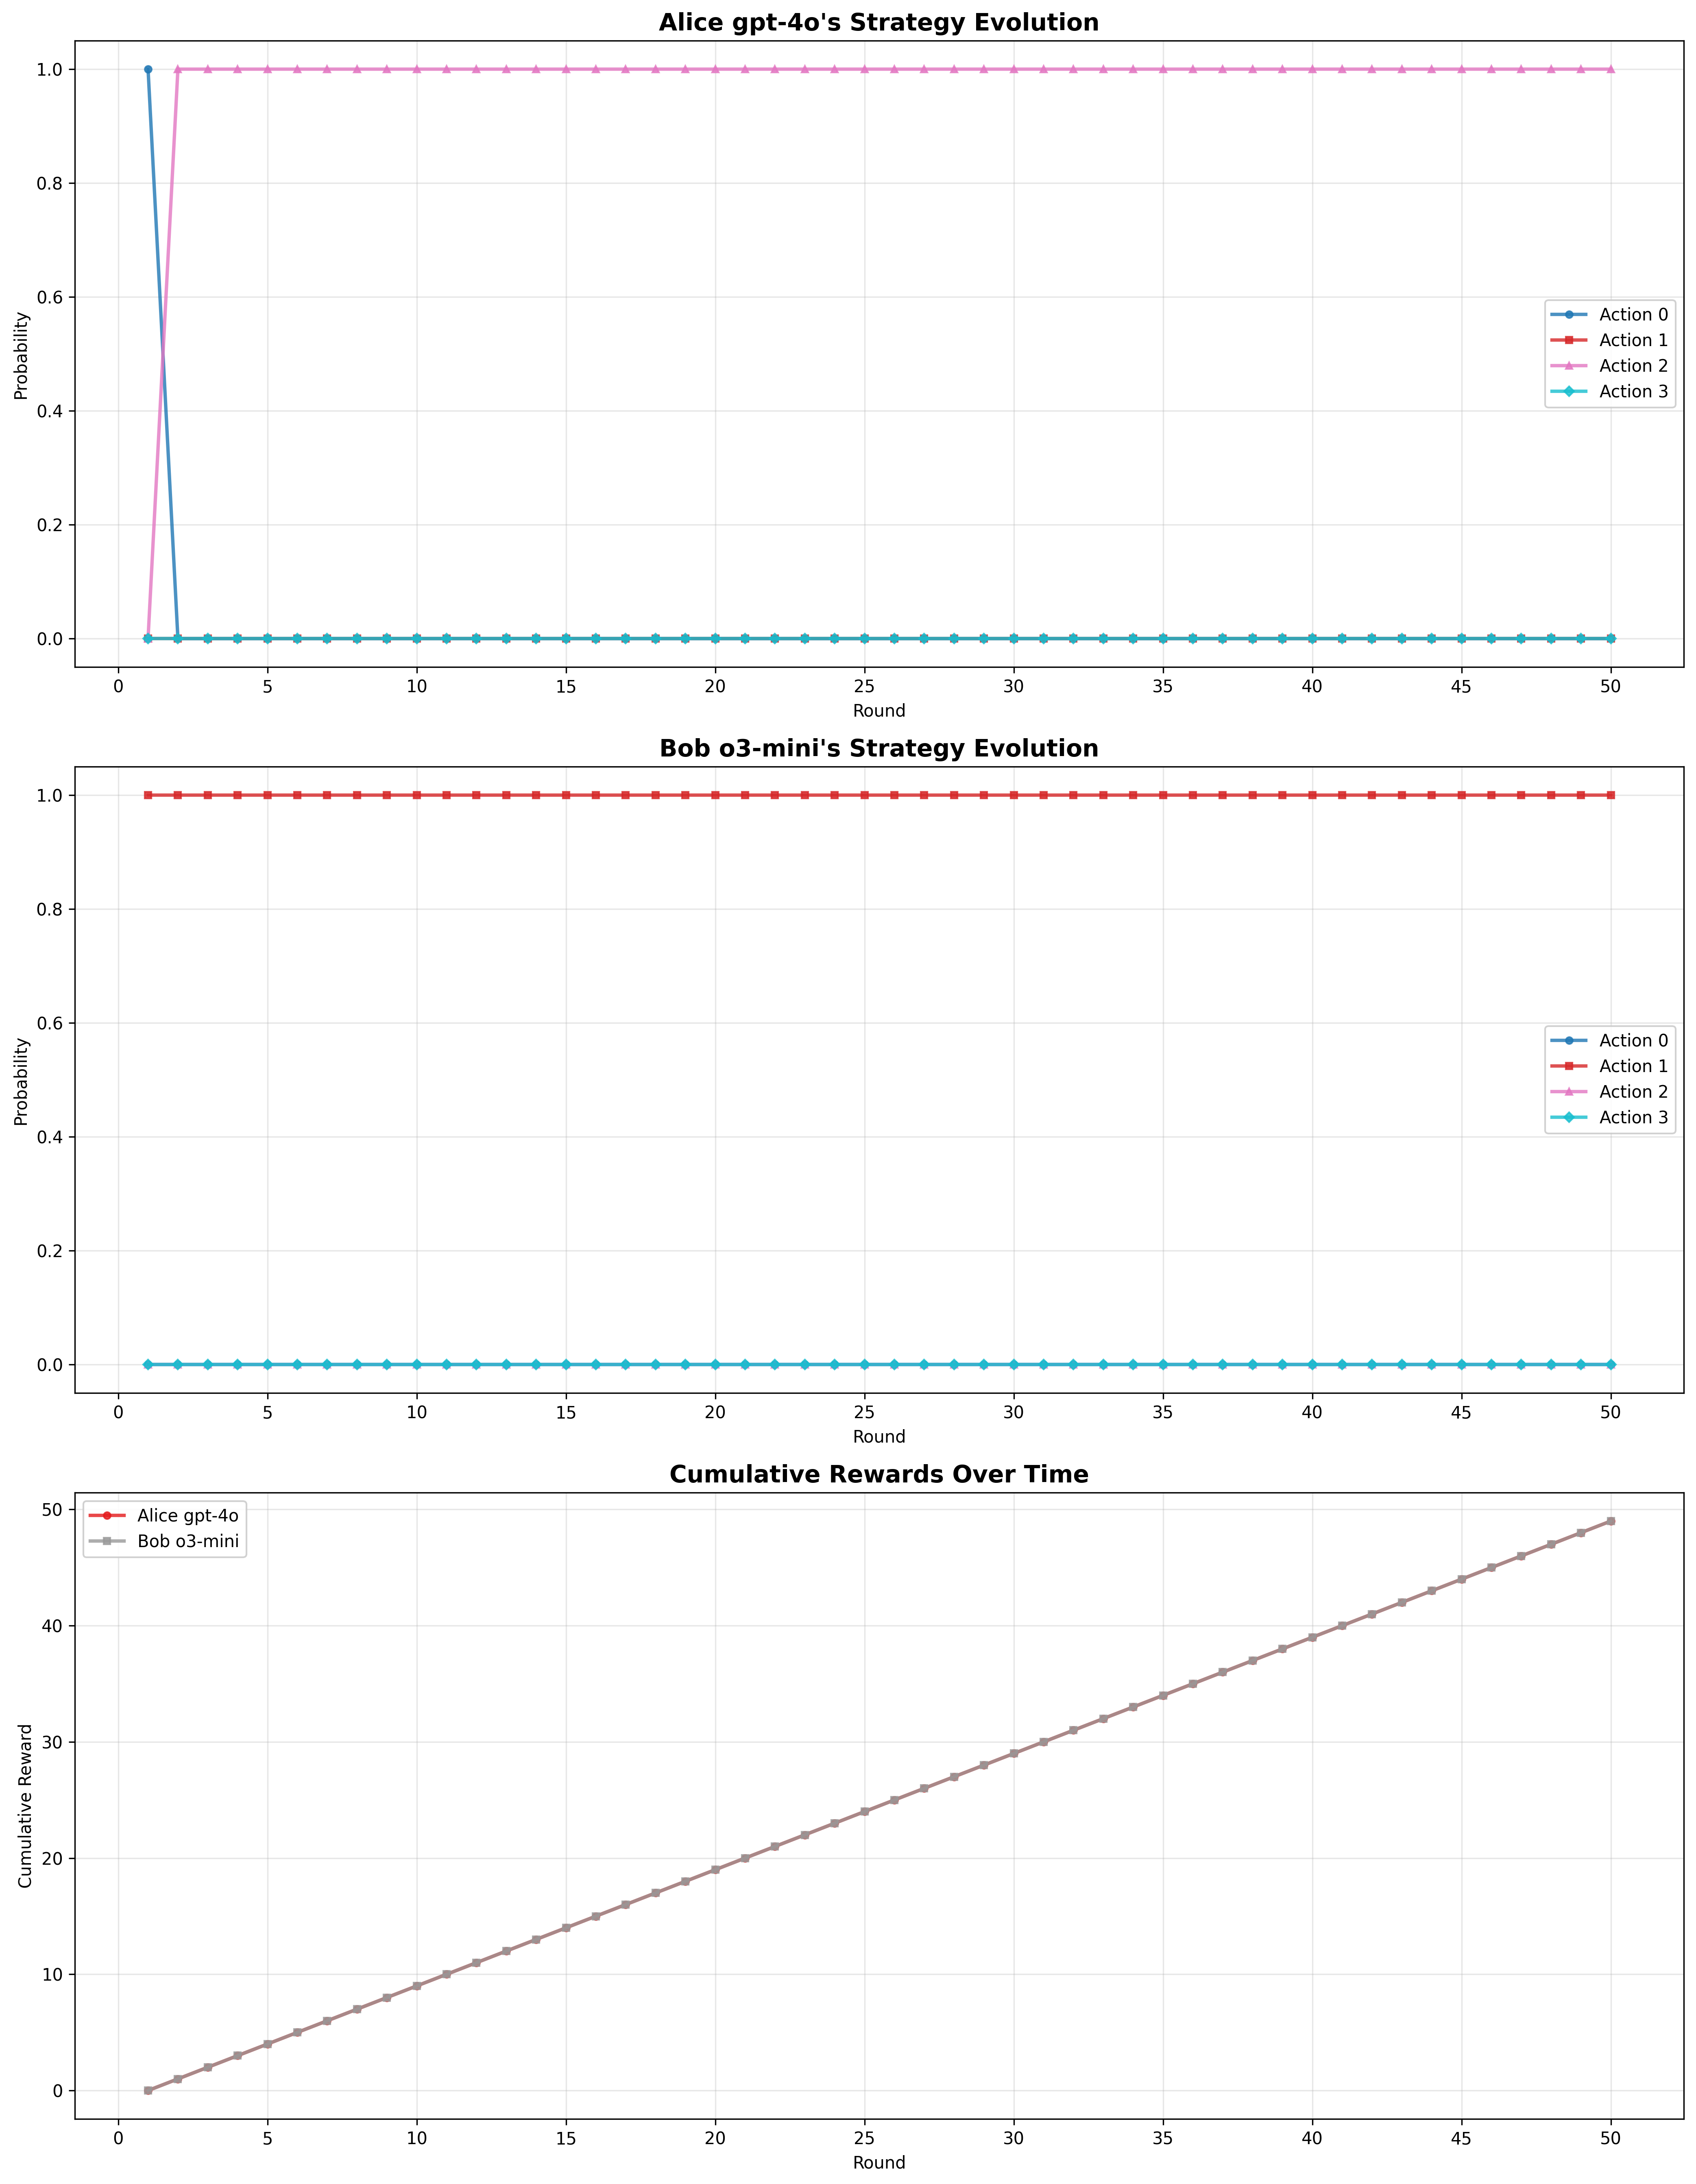 Alice gpt-4o's Strategy Evolution
1.0
0.8
0.6
0.4
0.2
0.0
Probability
Action 0
Action 1
Action 2
Action 3
0 5 10 15 20 25 30 35 40 45 50
Round
Bob o3-mini's Strategy Evolution
1.0
0.8
0.6
0.4
0.2
0.0
Probability
Action 0
Action 1
Action 2
Action 3
0 5 10 15 20 25 30 35 40 45 50
Round
Cumulative Rewards Over Time
Alice gpt-4o
Bob o3-mini
50
40
30
20
10
0
Cumulative Reward
0 5 10 15 20 25 30 35 40 45 50
Round